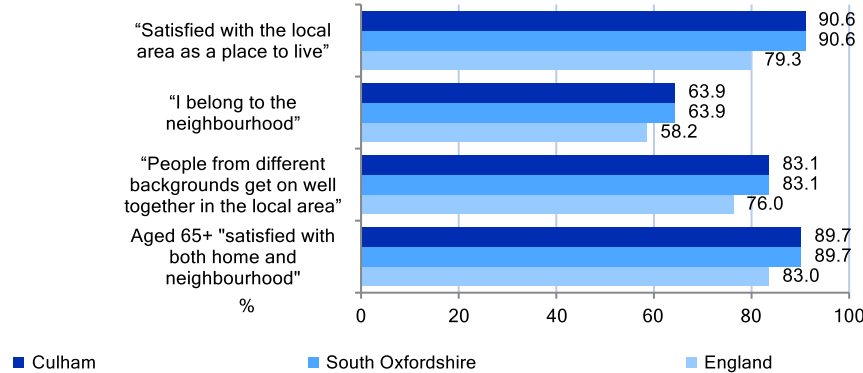 “Satisfied with the local
area as a place to live”
90.6
90.6
79.3
“I belong to the
neighbourhood”
63.9
63.9
58.2
“People from different
backgrounds get on well
together in the local area”
83.1
83.1
76.0
Aged 65+ "satisfied with
both home and
neighbourhood"
89.7
89.7
83.0
%
0 20 40 60 80 100
Culham South Oxfordshire England